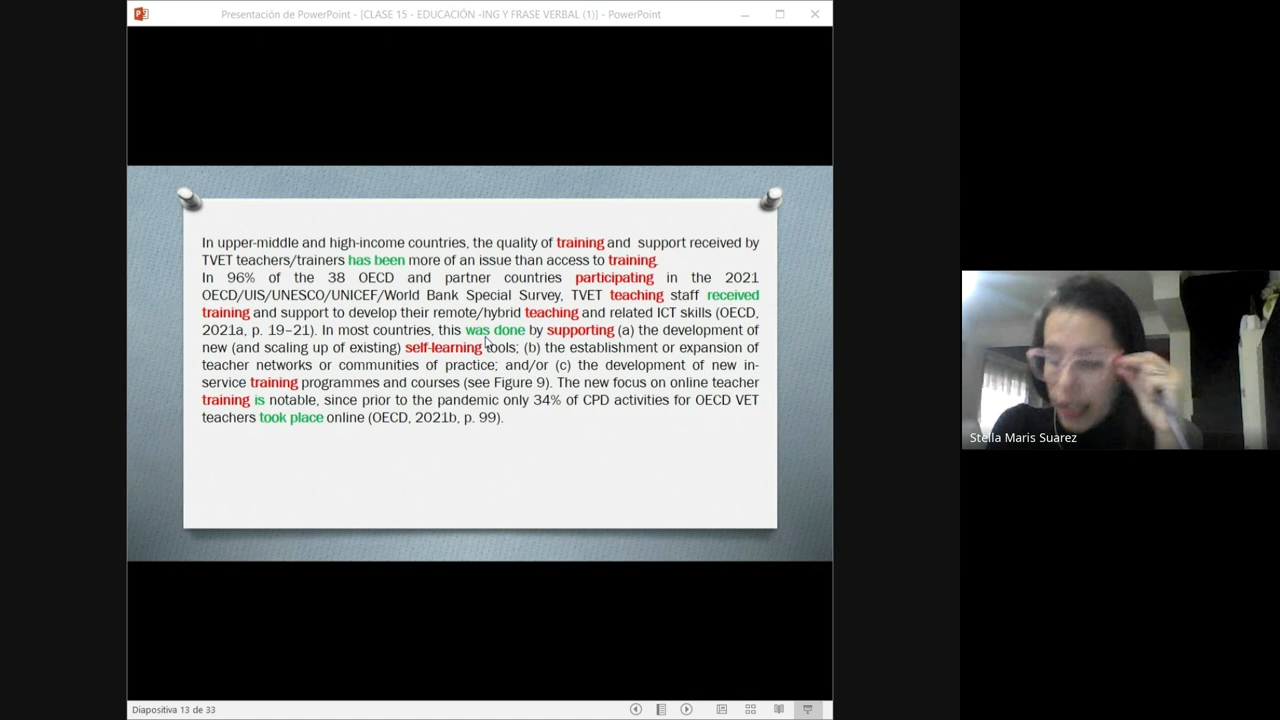 Presentación de PowerPoint - [CLASE 15 - EDUCACIÓN -ING Y FRASE VERBAL (1)] - PowerPoint
In upper-middle and high-income countries, the quality of training and support received by
TVET teachers/trainers has been more of an issue than access to training.
In 96% of the 38 OECD and partner countries participating in the 2021
OECD/UIS/UNESCO/UNICEF/World Bank Special Survey, TVET teaching staff received
training and support to develop their remote/hybrid teaching and related ICT skills (OECD,
2021a, p. 19–21). In most countries, this was done by supporting (a) the development of
new (and scaling up of existing) self-learning tools; (b) the establishment or expansion of
teacher networks or communities of practice; and/or (c) the development of new in-
service training programmes and courses (see Figure 9). The new focus on online teacher
training is notable, since prior to the pandemic only 34% of CPD activities for OECD VET
teachers took place online (OECD, 2021b, p. 99).
Stella Maris Suarez
Diapositiva 13 de 33